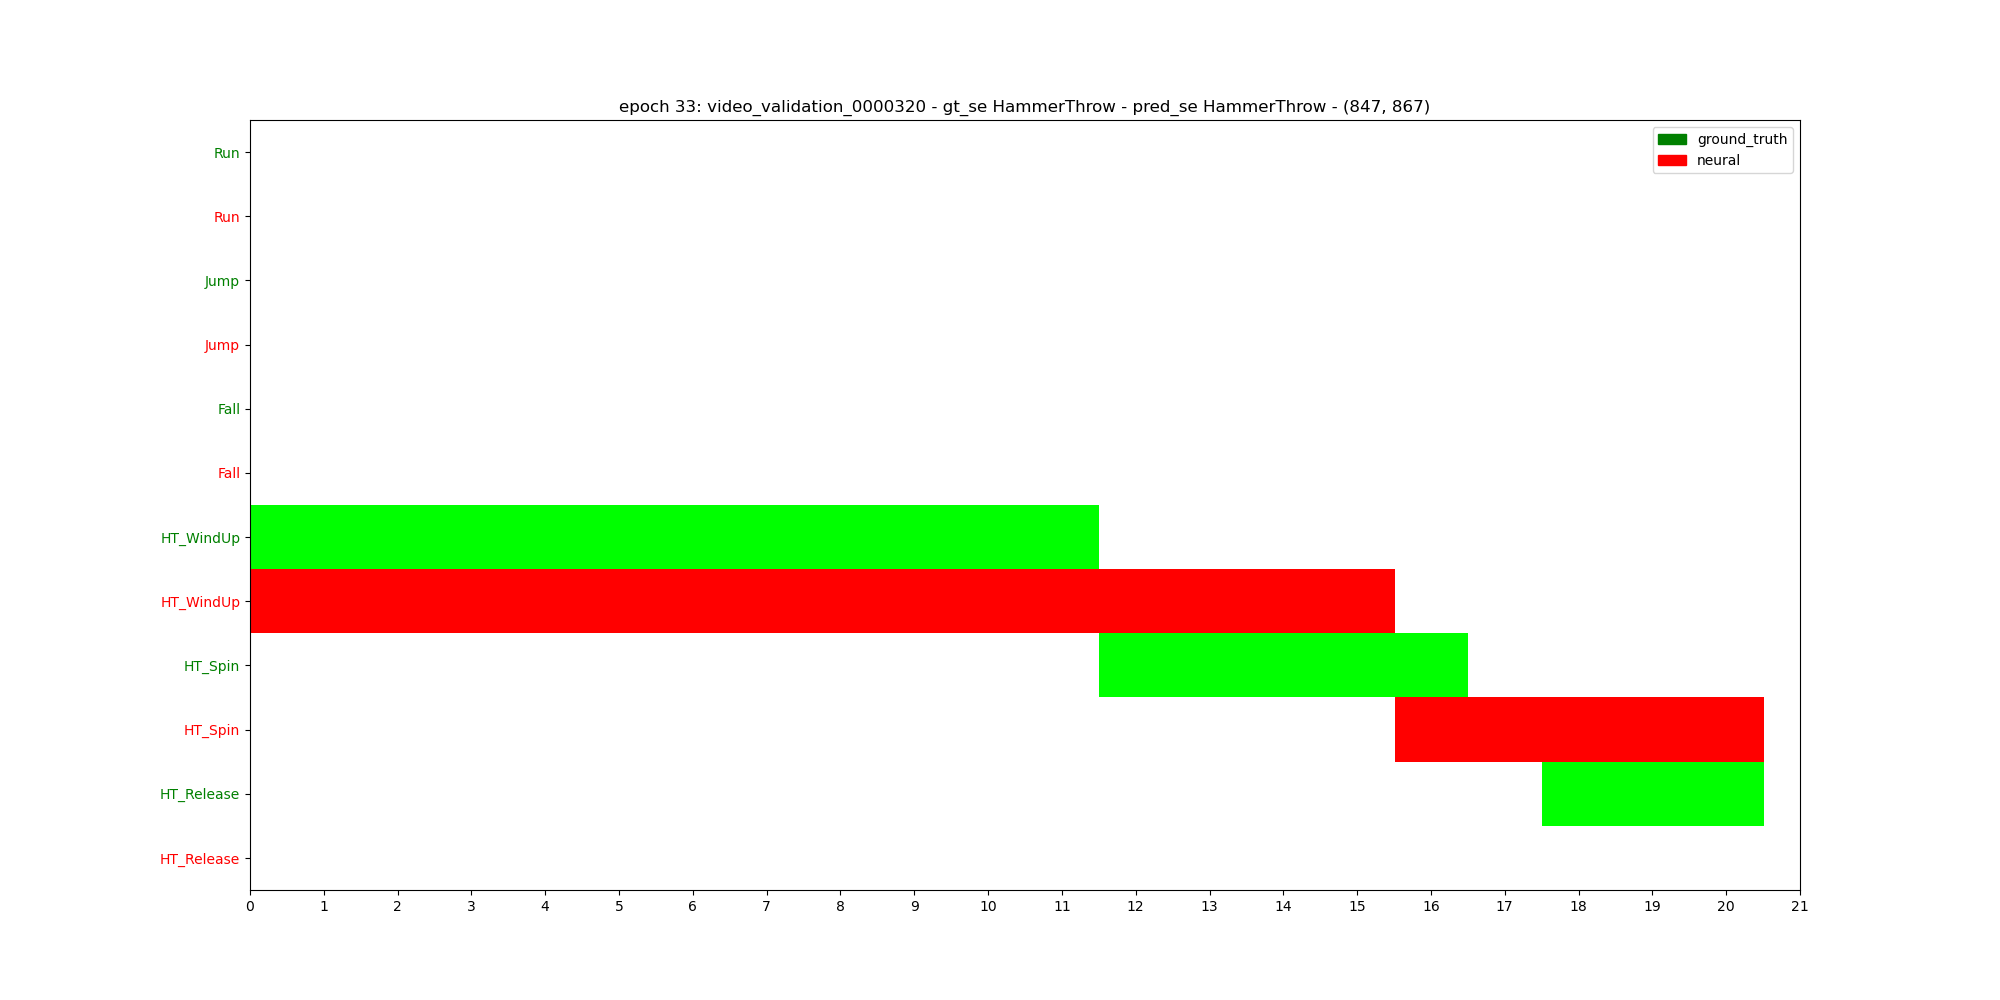 epoch 33: video_validation_0000320 - gt_se HammerThrow - pred_se HammerThrow - (847, 867)
ground_truth
neural
Run
Run
Jump
Jump
Fall
Fall
HT_WindUp
HT_WindUp
HT_Spin
HT_Spin
HT_Release
HT_Release
0 1 2 3 4 5 6 7 8 9 10 11 12 13 14 15 16 17 18 19 20 21